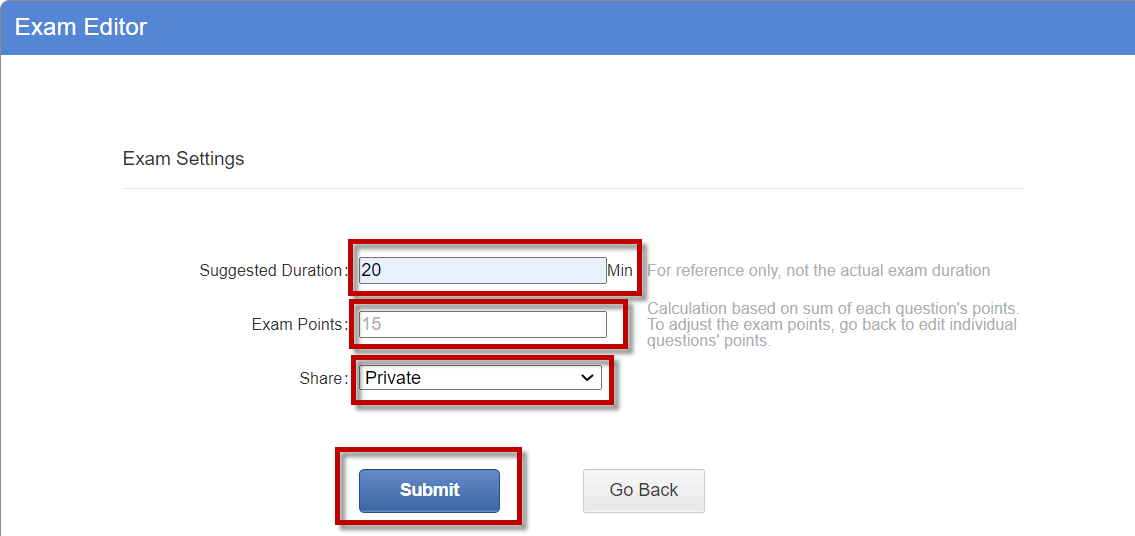 Exam Editor
Exam Settings
Suggested Duration: 20 Min For reference only, not the actual exam duration
Calculation based on sum of each question's points.
Exam Points: 15 To adjust the exam points, go back to edit individual
questions' points.
Share: Private
Submit Go Back